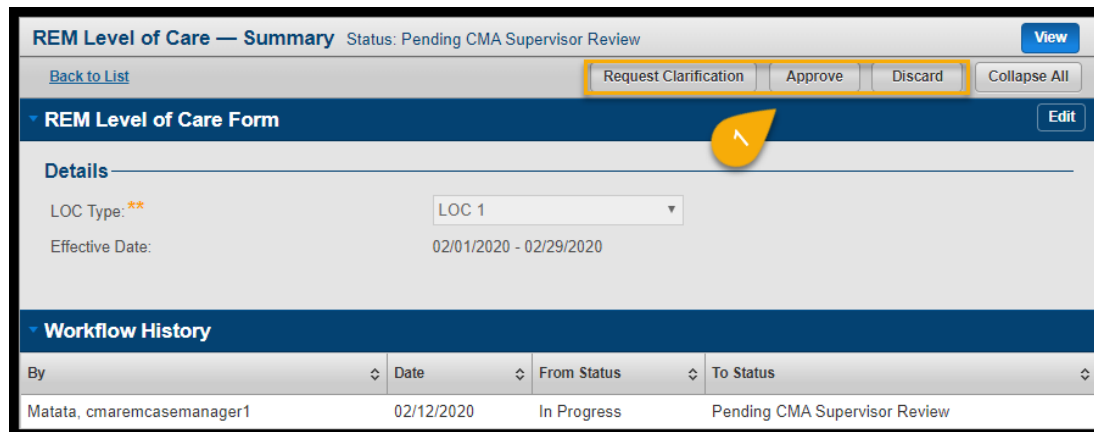 REM Level of Care — Summary Status: Pending CMA Supervisor Review View
Back to List Request Clarification Approve Discard Collapse All
REM Level of Care Form Edit
1
Details
LOC Type: ** LOC 1
Effective Date: 02/01/2020 - 02/29/2020
Workflow History
By Date From Status To Status
Matata, cmaremcasemanager1 02/12/2020 In Progress Pending CMA Supervisor Review